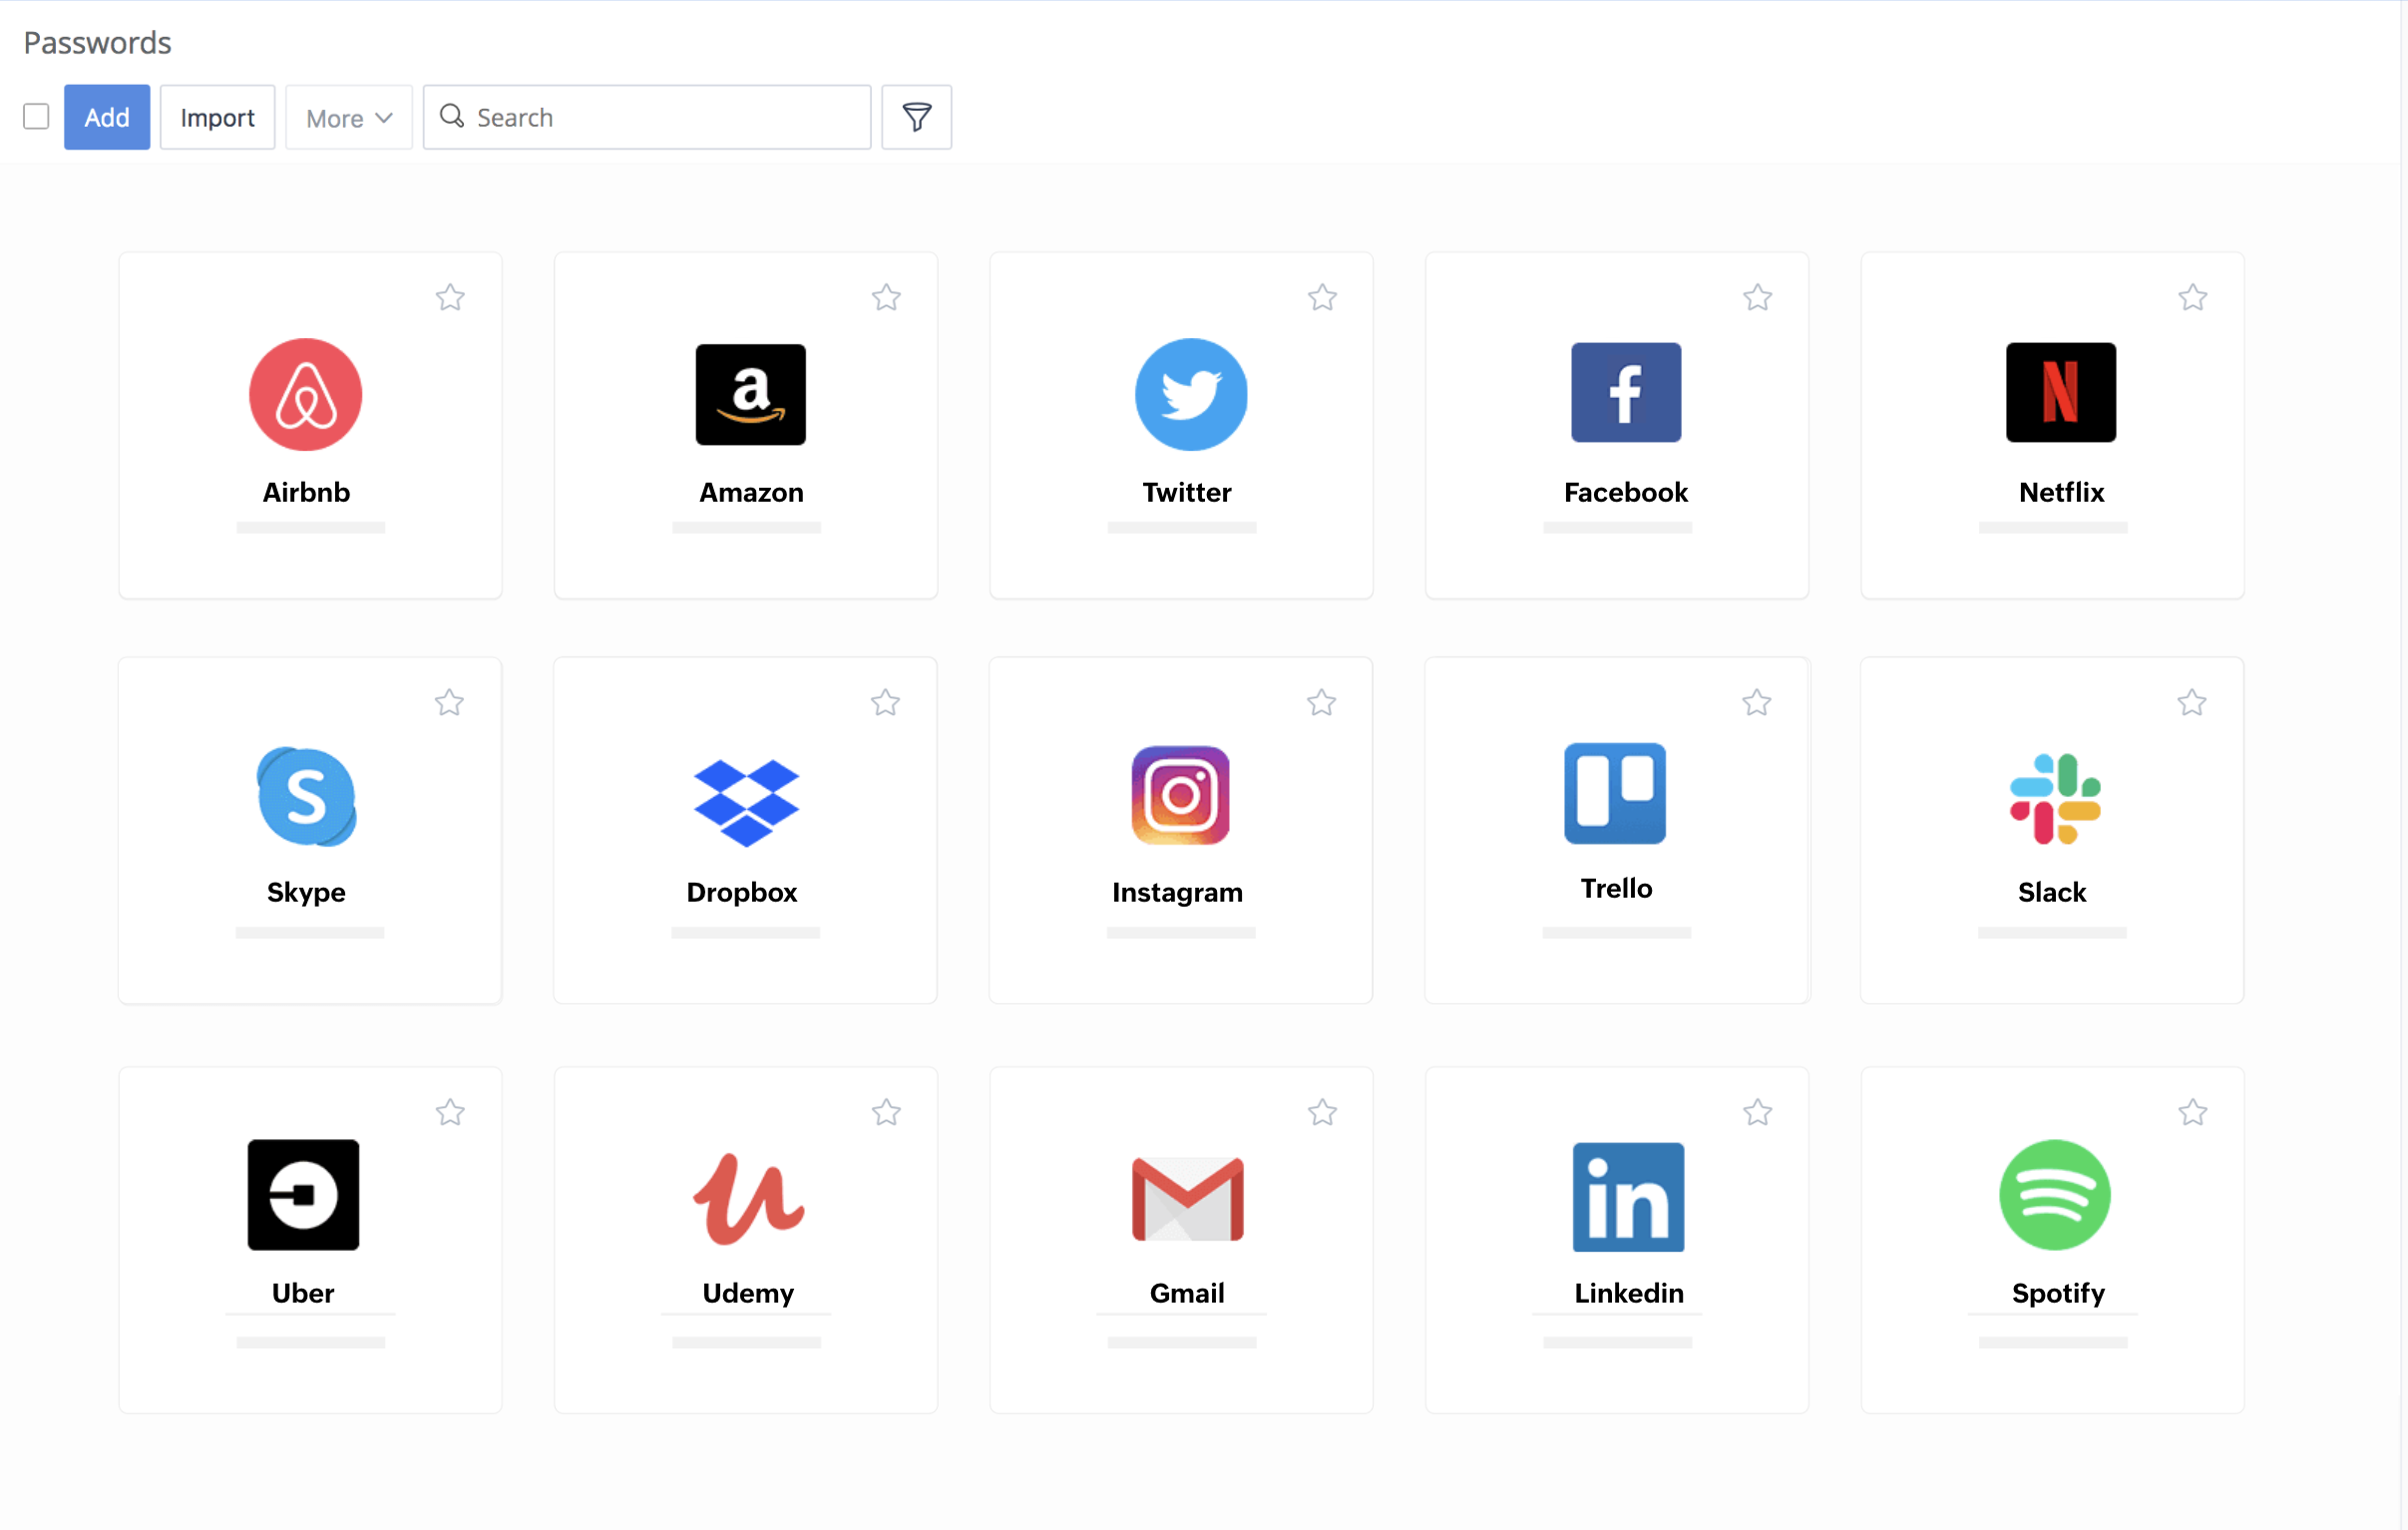 Passwords
Add Import More Search
Airbnb Amazon Twitter Facebook Netflix
Skype Dropbox Instagram Trello Slack
Uber Udemy Gmail Linkedin Spotify